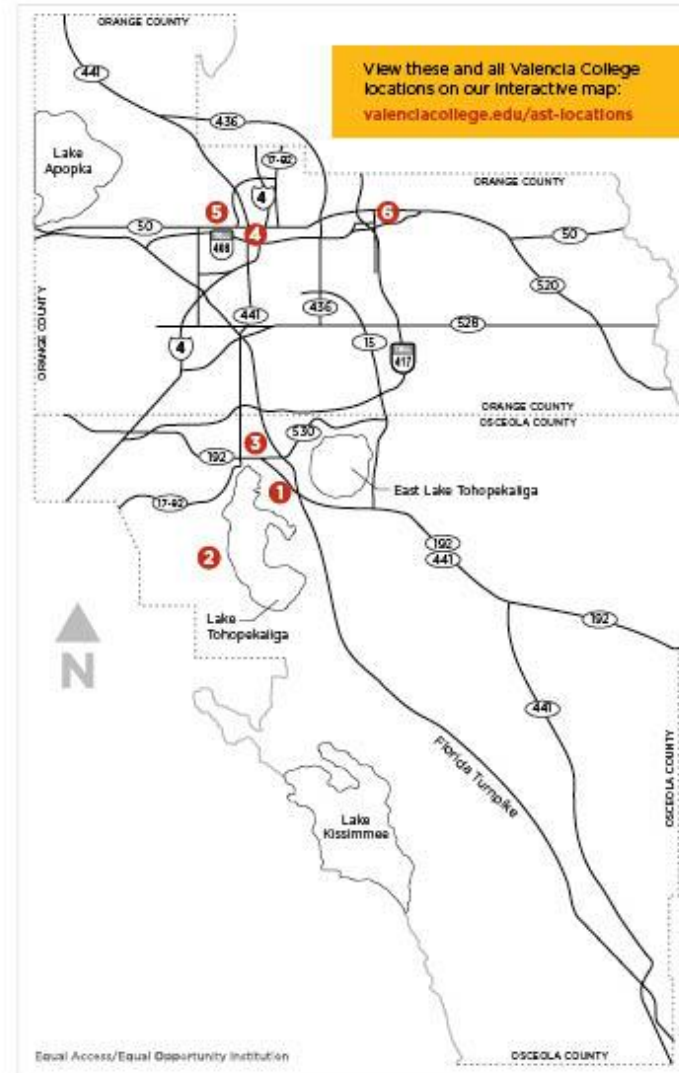 ORANGE COUNTY
441
View these and all Valencia College
locations on our interactive map:
valenciacollege.edu/ast-locations
436
17-92
Lake
Apopka
4
ORANGE COUNTY
5
6
50
4
408
50
520
441
436
528
ORANGE COUNTY
4
15
417
ORANGE COUNTY
OSCEOLA COUNTY
3
530
192
East Lake Tohopekaliga
1
17-92
192
441
2
Lake
Tohopekaliga
192
N
441
Florida Turnpike
OSCEOLA COUNTY
Lake
Kissimmee
Equal Access/Equal Opportunity Institution
OSCEOLA COUNTY